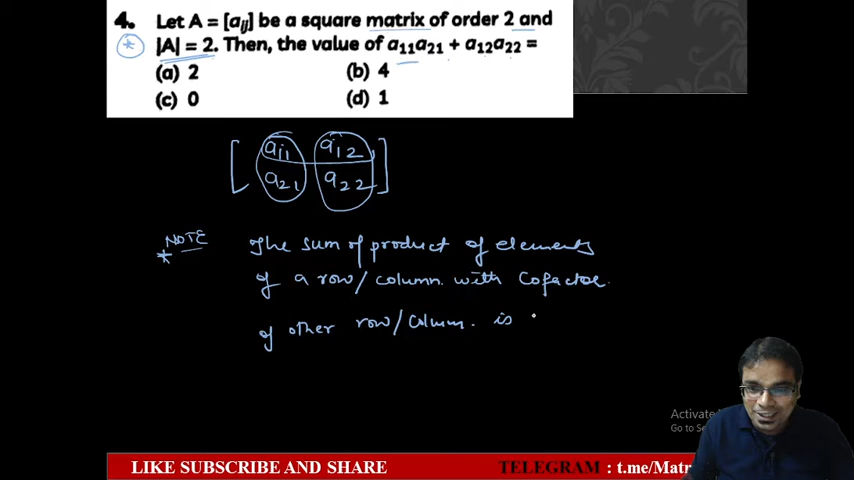 4. Let A = [aᵢⱼ] be a square matrix of order 2 and
* |A| = 2. Then, the value of a₁₁a₂₁ + a₁₂a₂₂ =
(a) 2 (b) 4
(c) 0 (d) 1
[ a₁₁ a₁₂
a₂₁ a₂₂ ]
* NOTE The sum of product of elements
of a row/column. with Cofactor
of other row/column. is
Activate
Go to Se
LIKE SUBSCRIBE AND SHARE TELEGRAM : t.me/Matr